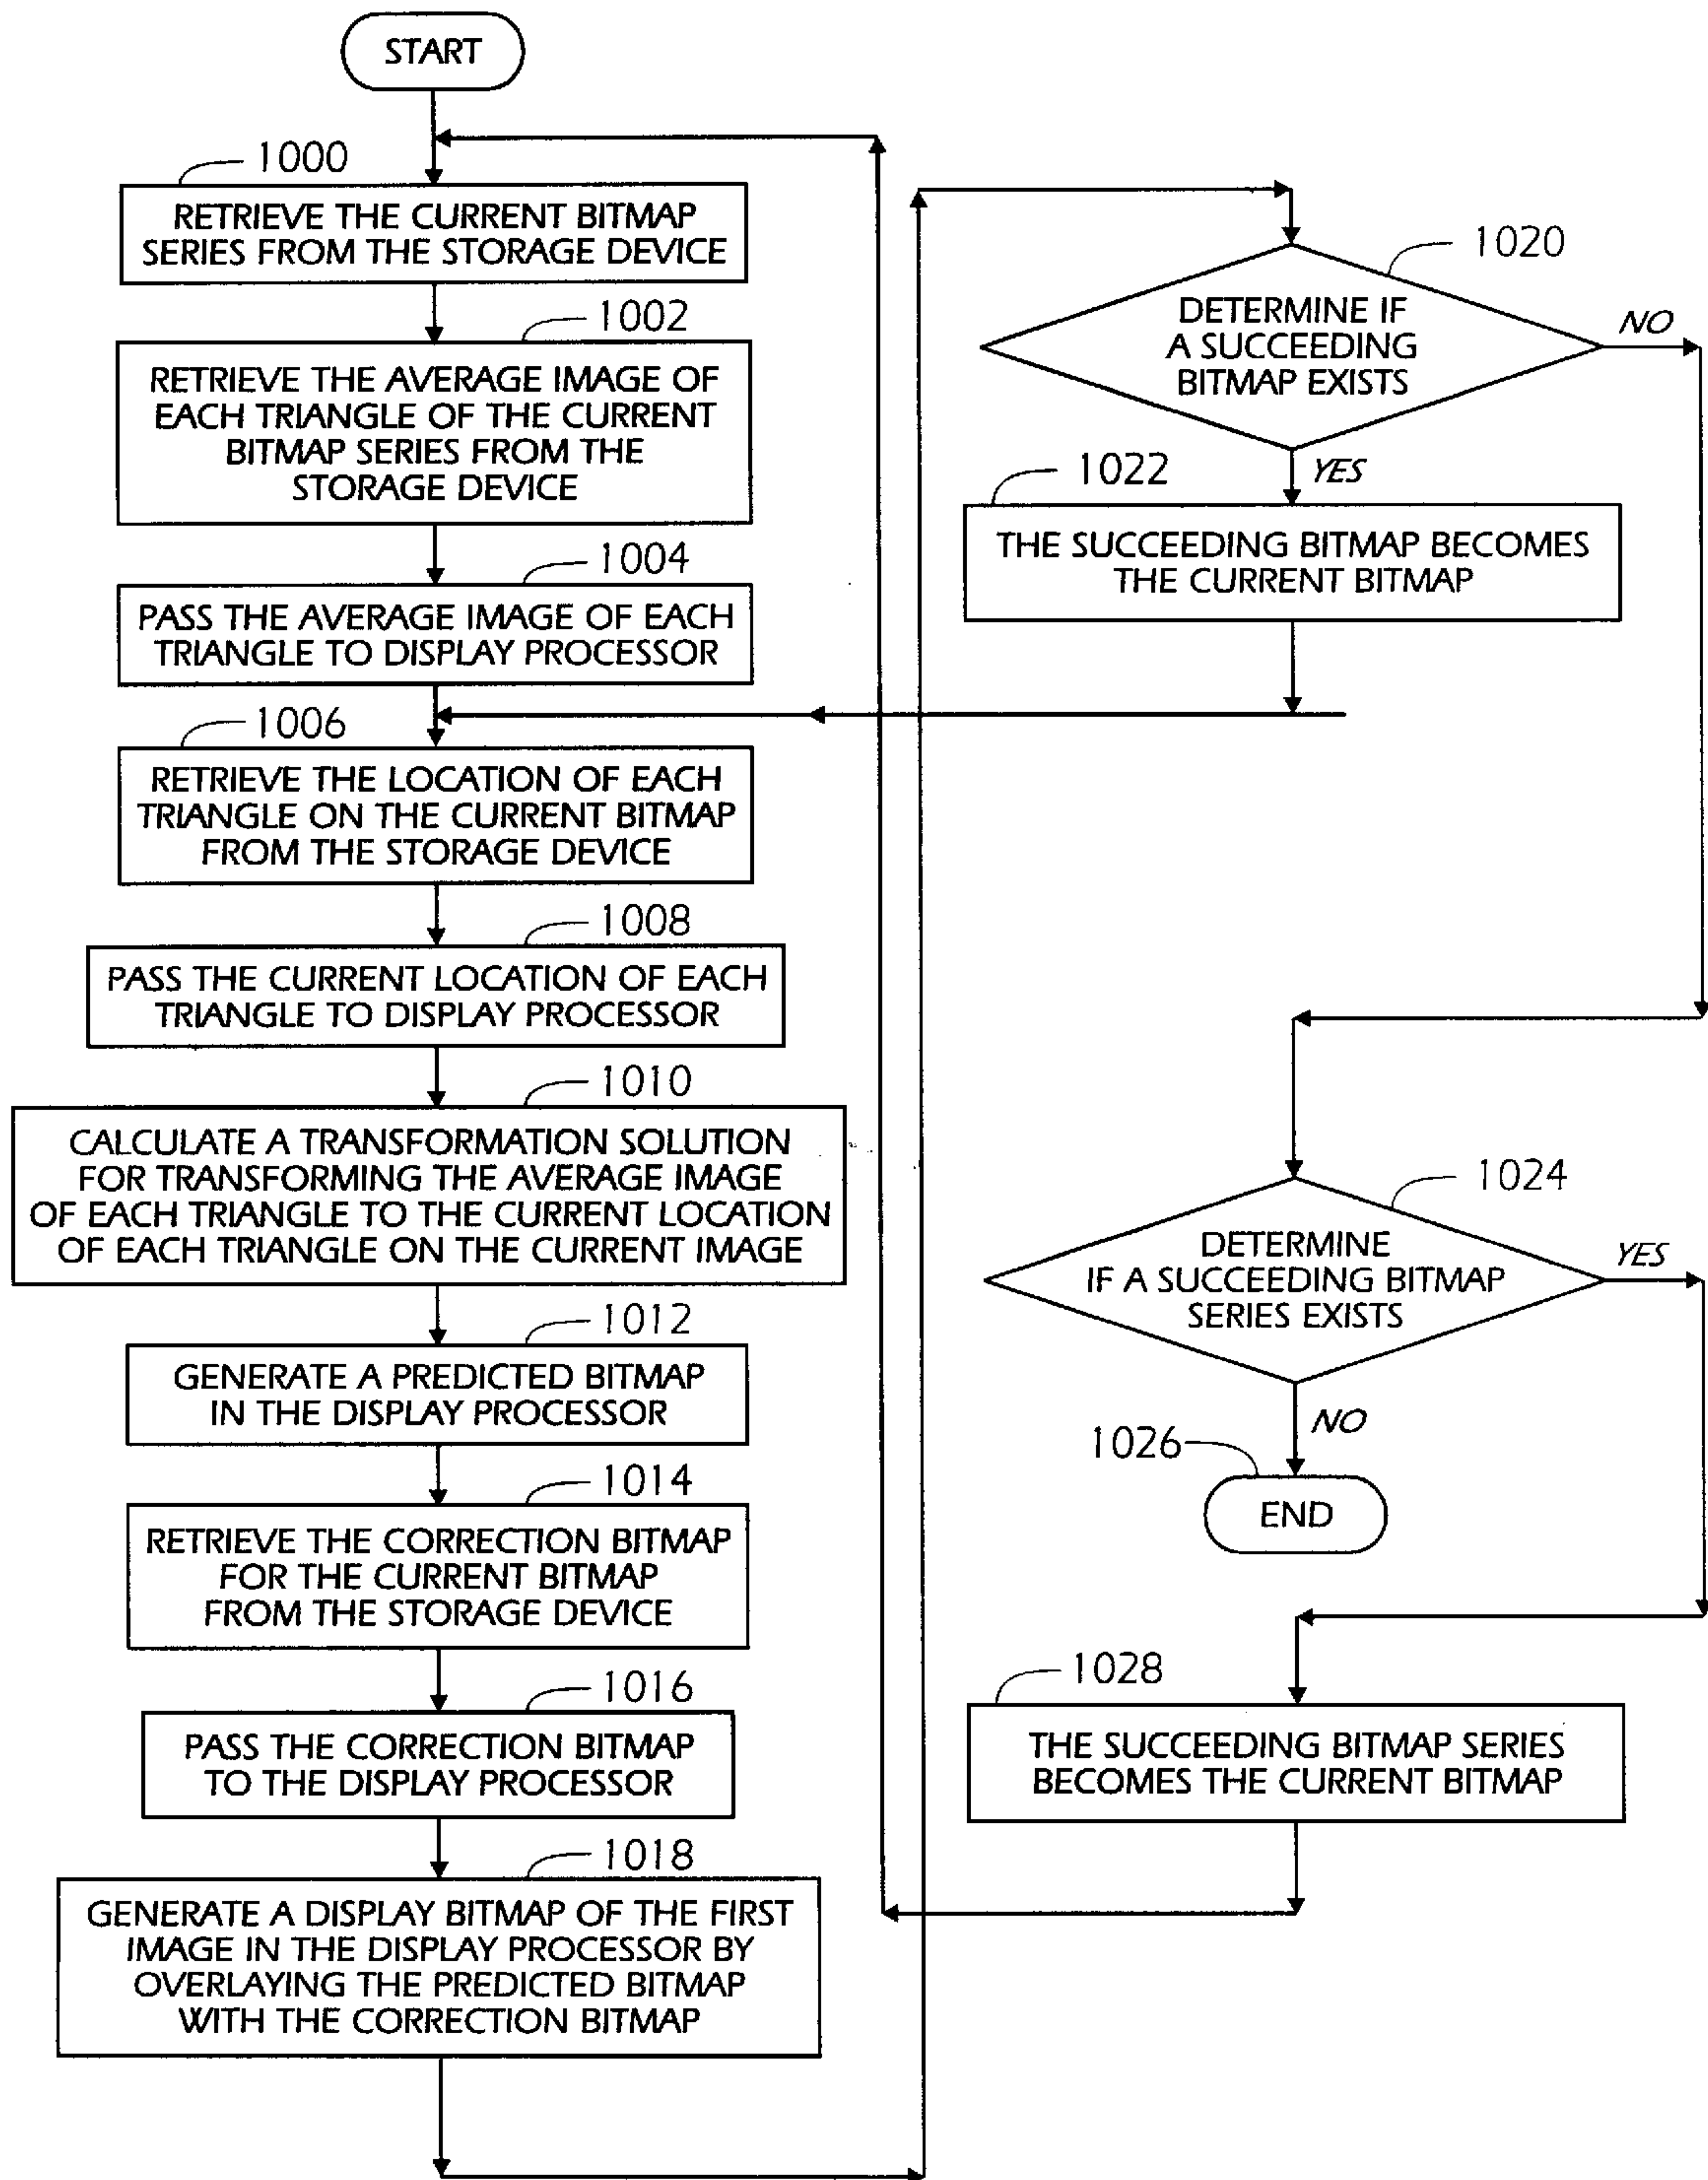 START
1000
RETRIEVE THE CURRENT BITMAP
SERIES FROM THE STORAGE DEVICE
1002
RETRIEVE THE AVERAGE IMAGE OF
EACH TRIANGLE OF THE CURRENT
BITMAP SERIES FROM THE
STORAGE DEVICE
1004
PASS THE AVERAGE IMAGE OF EACH
TRIANGLE TO DISPLAY PROCESSOR
1006
RETRIEVE THE LOCATION OF EACH
TRIANGLE ON THE CURRENT BITMAP
FROM THE STORAGE DEVICE
1008
PASS THE CURRENT LOCATION OF EACH
TRIANGLE TO DISPLAY PROCESSOR
1010
CALCULATE A TRANSFORMATION SOLUTION
FOR TRANSFORMING THE AVERAGE IMAGE
OF EACH TRIANGLE TO THE CURRENT LOCATION
OF EACH TRIANGLE ON THE CURRENT IMAGE
1012
GENERATE A PREDICTED BITMAP
IN THE DISPLAY PROCESSOR
1014
RETRIEVE THE CORRECTION BITMAP
FOR THE CURRENT BITMAP
FROM THE STORAGE DEVICE
1016
PASS THE CORRECTION BITMAP
TO THE DISPLAY PROCESSOR
1018
GENERATE A DISPLAY BITMAP OF THE FIRST
IMAGE IN THE DISPLAY PROCESSOR BY
OVERLAYING THE PREDICTED BITMAP
WITH THE CORRECTION BITMAP
1020
DETERMINE IF
A SUCCEEDING
BITMAP EXISTS
NO
YES
1022
THE SUCCEEDING BITMAP BECOMES
THE CURRENT BITMAP
1024
DETERMINE
IF A SUCCEEDING BITMAP
SERIES EXISTS
YES
NO
1026
END
1028
THE SUCCEEDING BITMAP SERIES
BECOMES THE CURRENT BITMAP